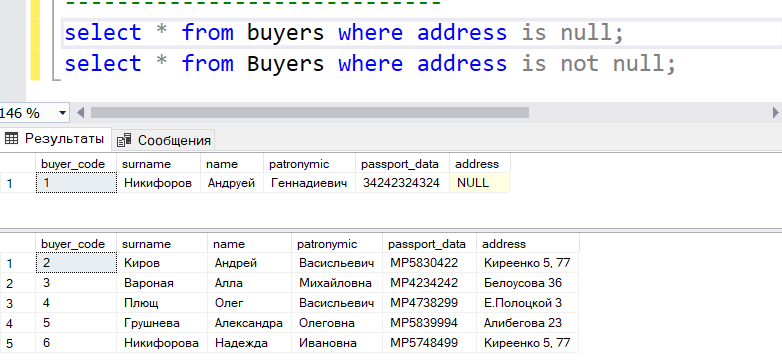 ----------------------------
select * from buyers where address is null;
select * from Buyers where address is not null;
146 %
Результаты Сообщения
buyer_code surname name patronymic passport_data address
1 1 Никифоров Андруей Геннадиевич 34242324324 NULL
buyer_code surname name patronymic passport_data address
1 2 Киров Андрей Васисльевич MP5830422 Киреенко 5, 77
2 3 Вароная Алла Михайловна MP4234242 Белоусова 36
3 4 Плющ Олег Васисльевич MP4738299 Е.Полоцкой 3
4 5 Грушнева Александра Олеговна MP5839994 Алибегова 23
5 6 Никифорова Надежда Ивановна MP5748499 Киреенко 5, 77